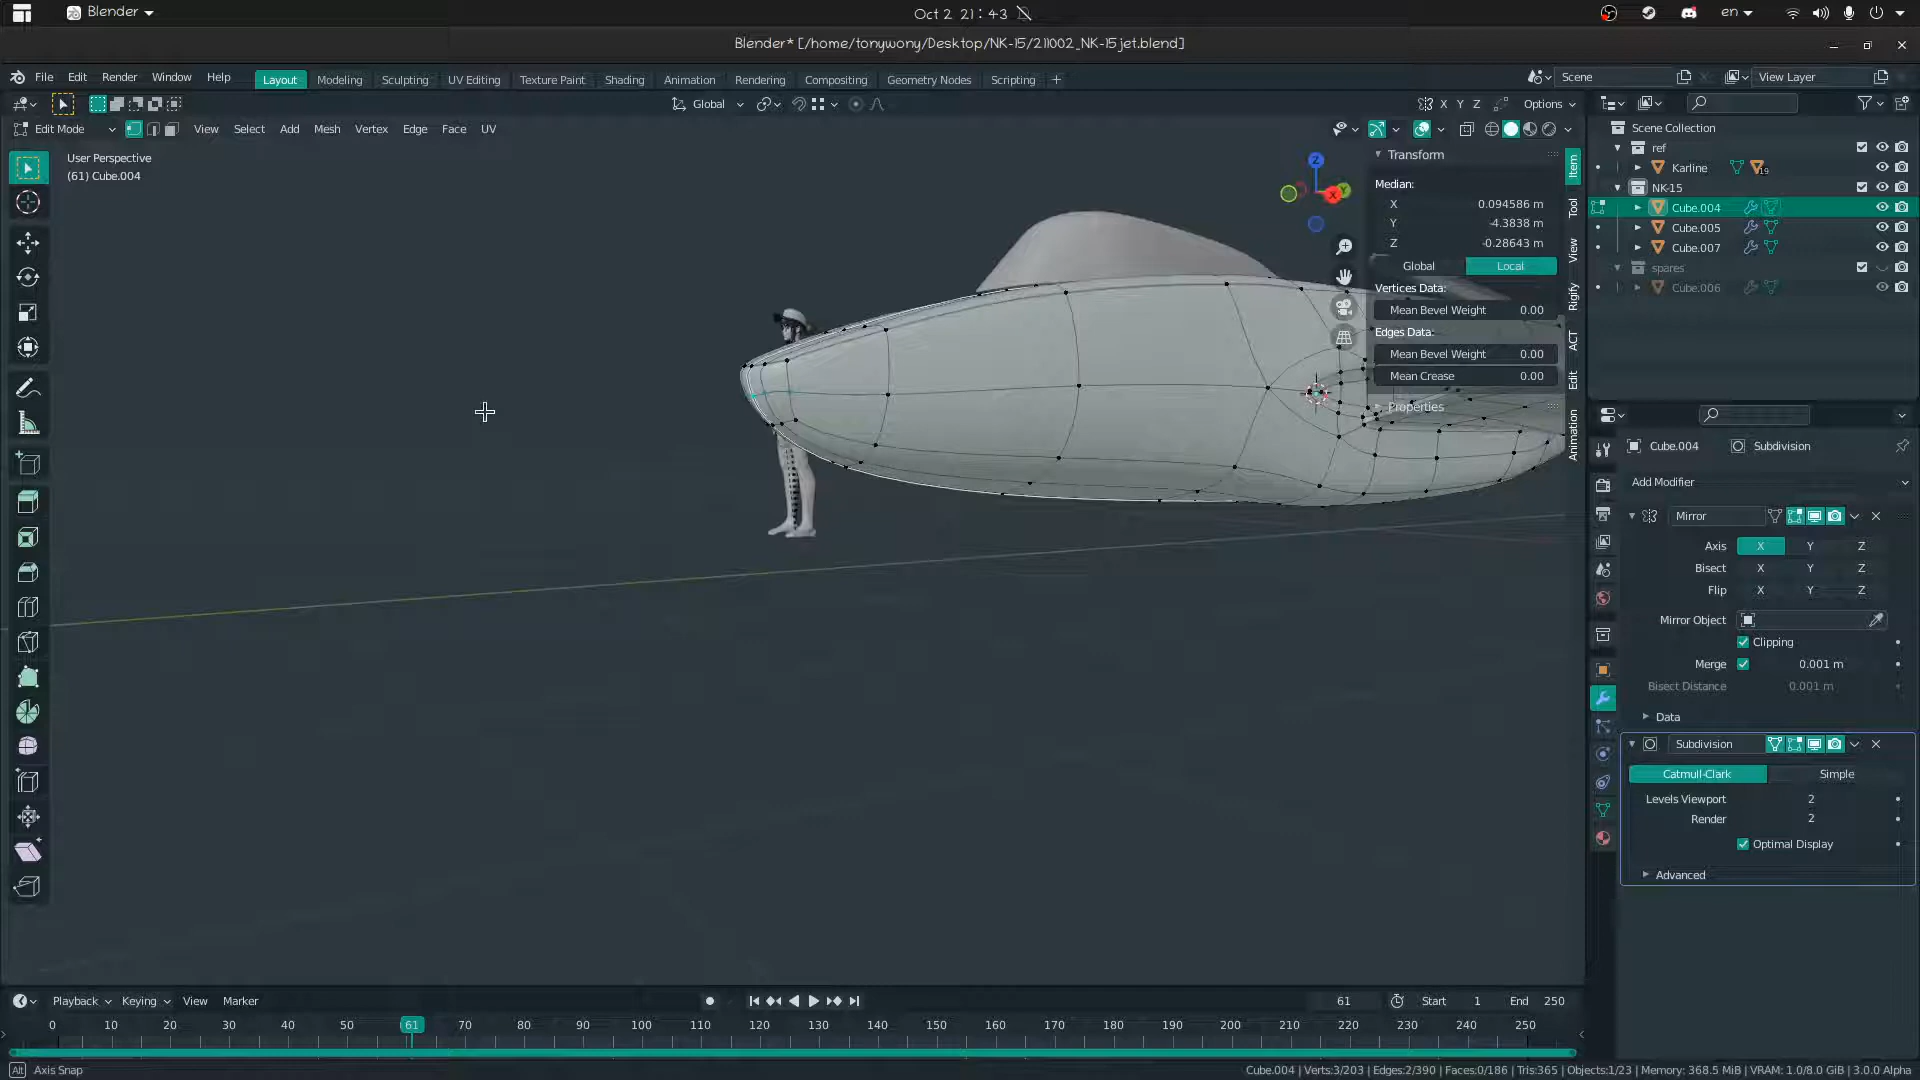 Blender
Oct 2 21:43
en
Blender* [/home/tonywony/Desktop/NK-15/211002_NK-15jet.blend]
File Edit Render Window Help
Layout Modeling Sculpting UV Editing Texture Paint Shading Animation Rendering Compositing Geometry Nodes Scripting +
Scene
View Layer
Global
X Y Z
Options
Edit Mode
View Select Add Mesh Vertex Edge Face UV
User Perspective
(61) Cube.004
Z
Y
X
Transform
Median:
X 0.094586 m
Y -4.3838 m
Z -0.28643 m
Global Local
Vertices Data:
Mean Bevel Weight 0.00
Edges Data:
Mean Bevel Weight 0.00
Mean Crease 0.00
Properties
Item
Tool
View
Rigify
ACT
Edit
Animation
Scene Collection
ref
Karline
19
NK-15
Cube.004
Cube.005
Cube.007
spares
Cube.006
Cube.004
Subdivision
Add Modifier
Mirror
Axis X Y Z
Bisect X Y Z
Flip X Y Z
Mirror Object
Clipping
Merge 0.001 m
Bisect Distance 0.001 m
Data
Subdivision
Catmull-Clark Simple
Levels Viewport 2
Render 2
Optimal Display
Advanced
Playback Keying View Marker
61
Start 1
End 250
0 10 20 30 40 50 61 70 80 90 100 110 120 130 140 150 160 170 180 190 200 210 220 230 240 250
Alt Axis Snap
Cube.004 | Verts:3/203 | Edges:2/390 | Faces:0/186 | Tris:365 | Objects:1/23 | Memory: 368.5 MiB | VRAM: 1.0/8.0 GiB | 3.0.0 Alpha